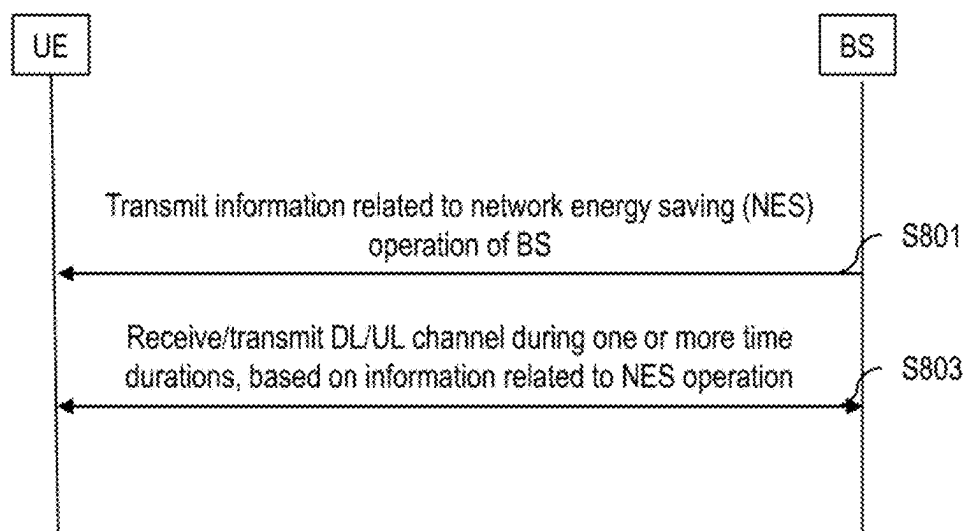 UE
BS
Transmit information related to network energy saving (NES)
operation of BS
S801
Receive/transmit DL/UL channel during one or more time
durations, based on information related to NES operation
S803